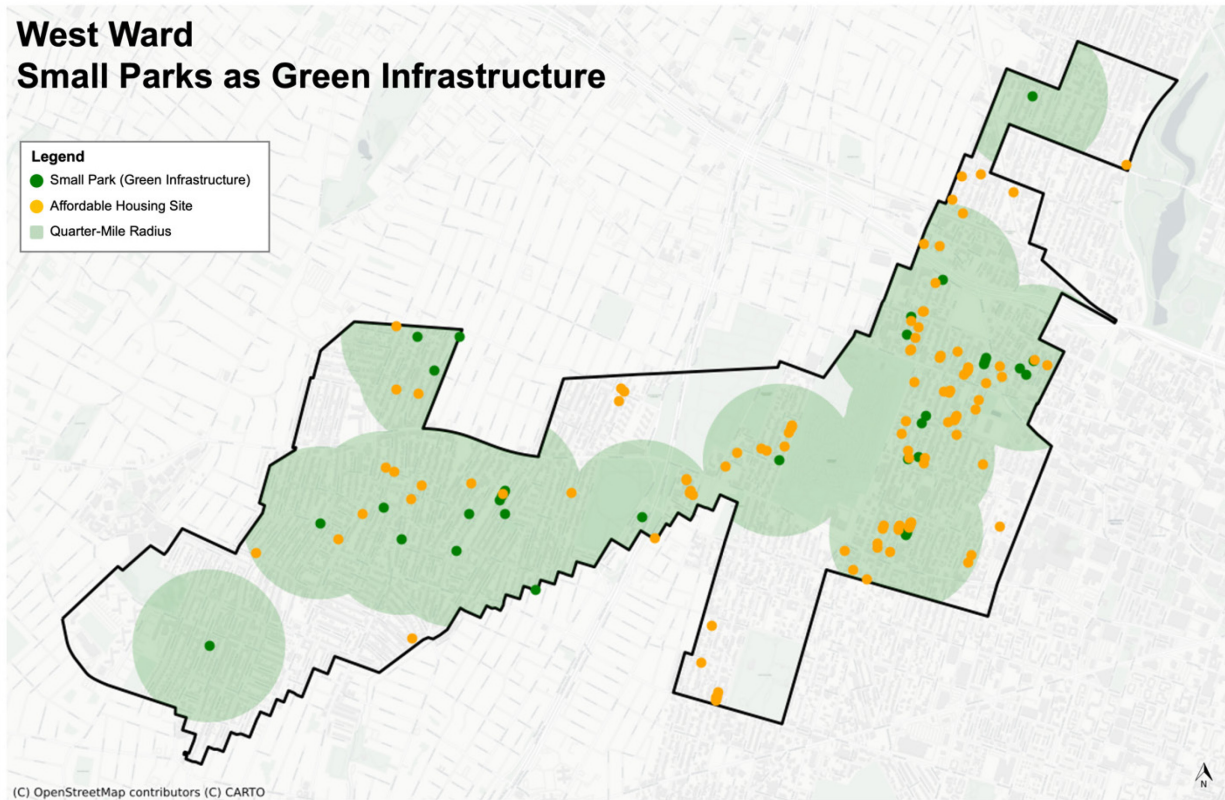 West Ward
Small Parks as Green Infrastructure
Legend
Small Park (Green Infrastructure)
Affordable Housing Site
Quarter-Mile Radius
(C) OpenStreetMap contributors (C) CARTO
N